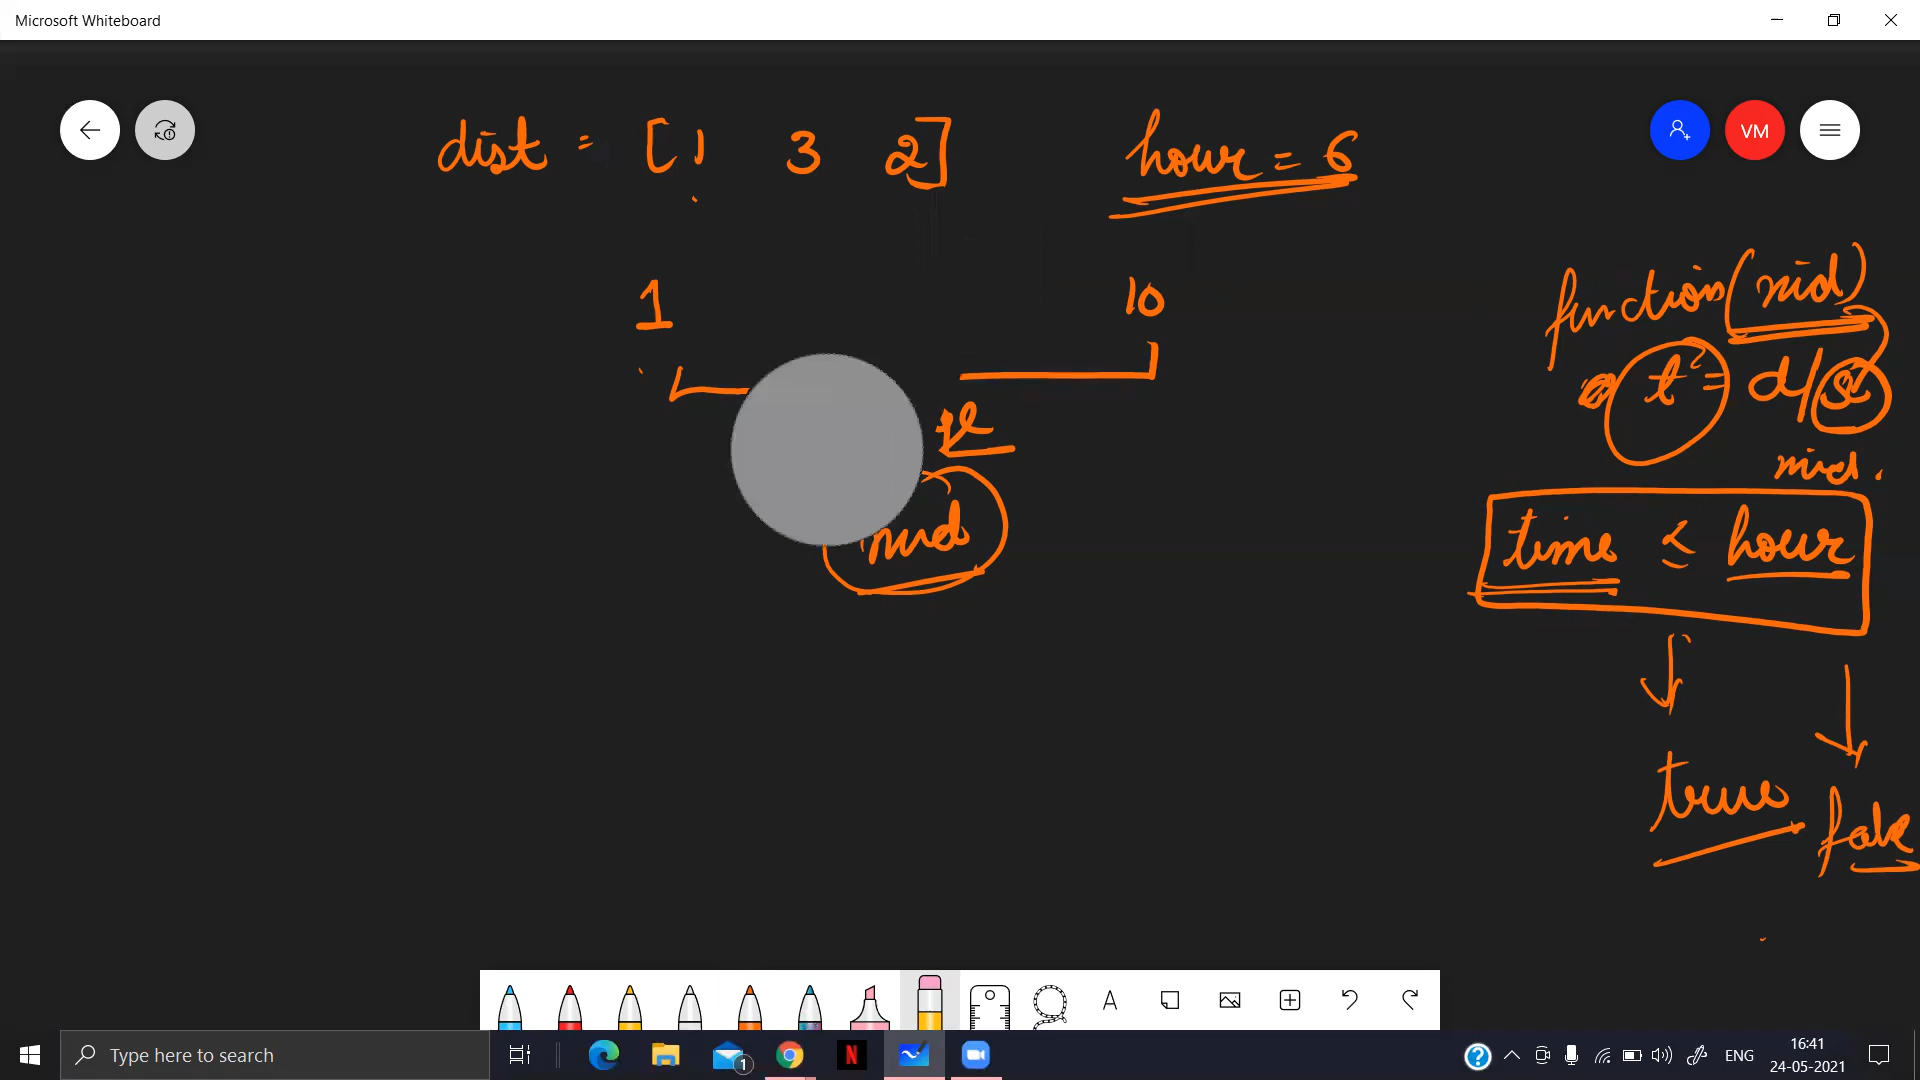 Microsoft Whiteboard
dist = [1 3 2] hour = 6
VM
1 10
function(mid)
t = d/s
mid.
mid
time ≤ hour
true false
Type here to search
1
N
ENG
16:41
24-05-2021